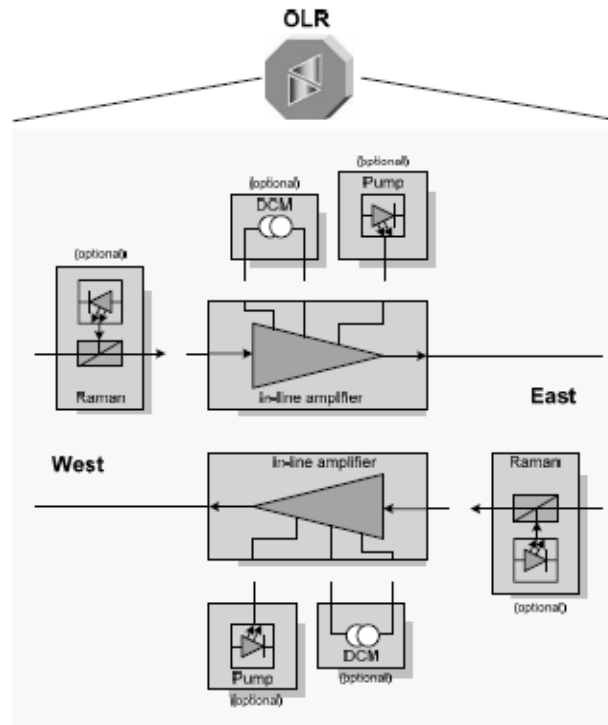 OLR
(optional)
Pump
(optional)
DCM
(optional)
Raman
in-line amplifier
East
West
in-line amplifier
Raman
(optional)
Pump
(optional)
DCM
(optional)